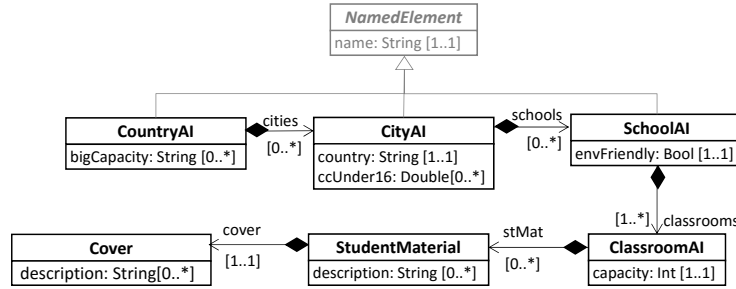 NamedElement
name: String [1..1]
cities
schools
CountryAI
CityAI
SchoolAI
bigCapacity: String [0..*]
[0..*]
country: String [1..1]
ccUnder16: Double[0..*]
[0..*]
envFriendly: Bool [1..1]
cover
stMat
[1..*]
classrooms
Cover
StudentMaterial
ClassroomAI
description: String[0..*]
[1..1]
description: String [0..*]
[0..*]
capacity: Int [1..1]